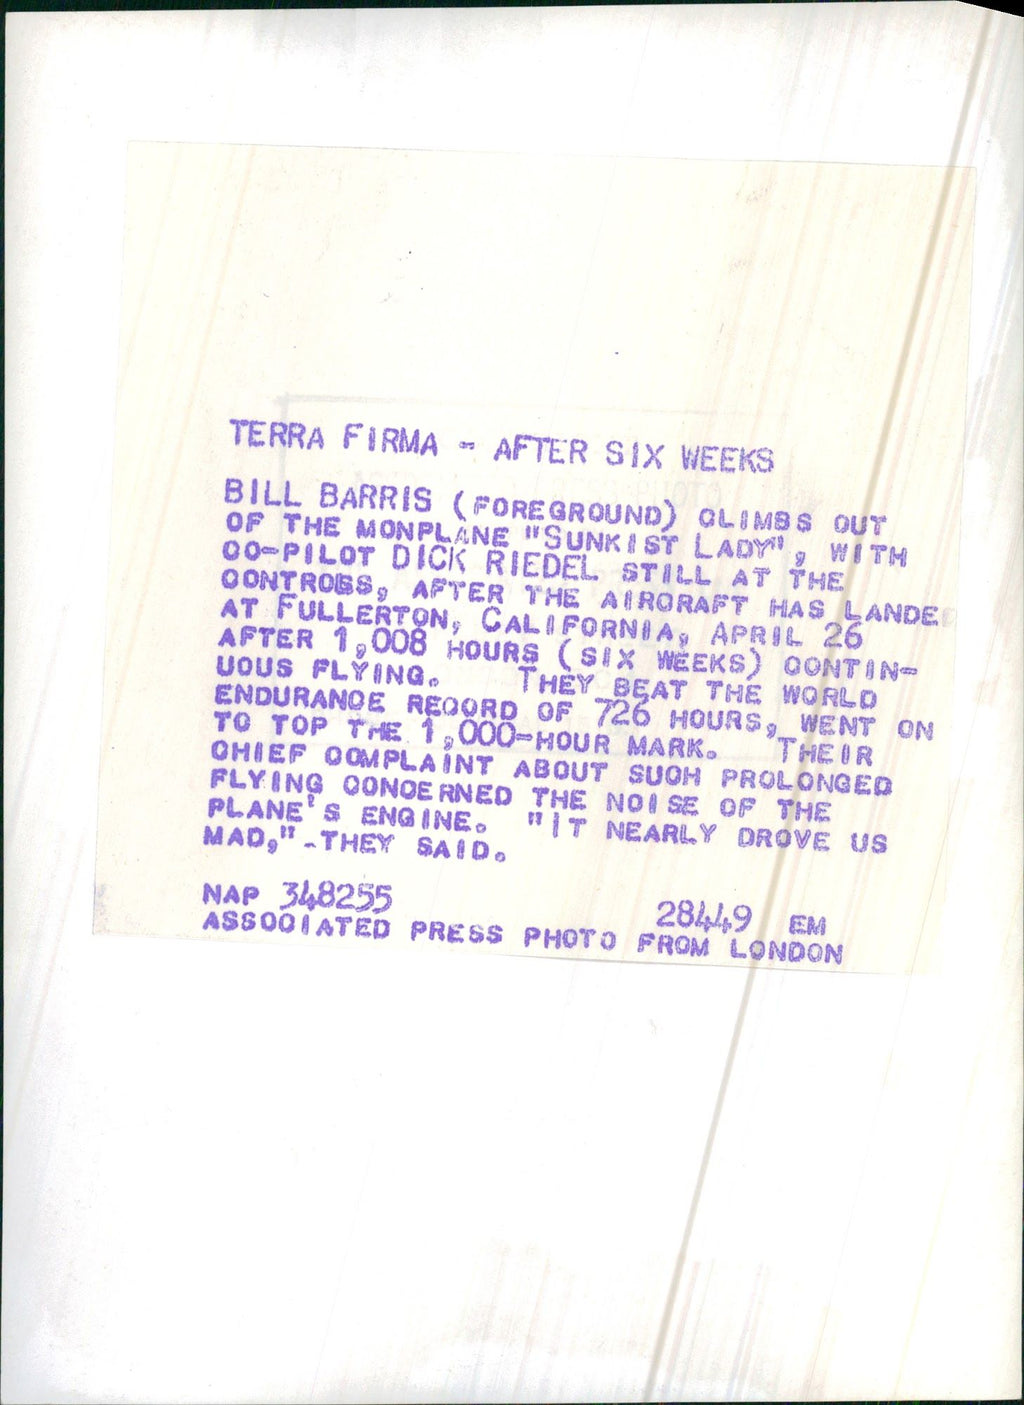 TERRA FIRMA - AFTER SIX WEEKS
BILL BARRIS (FOREGROUND) CLIMBS OUT
OF THE MONPLANE "SUNKIST LADY", WITH
CO-PILOT DICK RIEDEL STILL AT THE
CONTROLS, AFTER THE AIRCRAFT HAS LANDED
AT FULLERTON, CALIFORNIA, APRIL 26
AFTER 1,008 HOURS (SIX WEEKS) CONTIN-
UOUS FLYING. THEY BEAT THE WORLD
ENDURANCE RECORD OF 726 HOURS, WENT ON
TO TOP THE 1,000-HOUR MARK. THEIR
CHIEF COMPLAINT ABOUT SUCH PROLONGED
FLYING CONCERNED THE NOISE OF THE
PLANE'S ENGINE. "IT NEARLY DROVE US
MAD,"-THEY SAID.
NAP 348255 28449 EM
ASSOCIATED PRESS PHOTO FROM LONDON